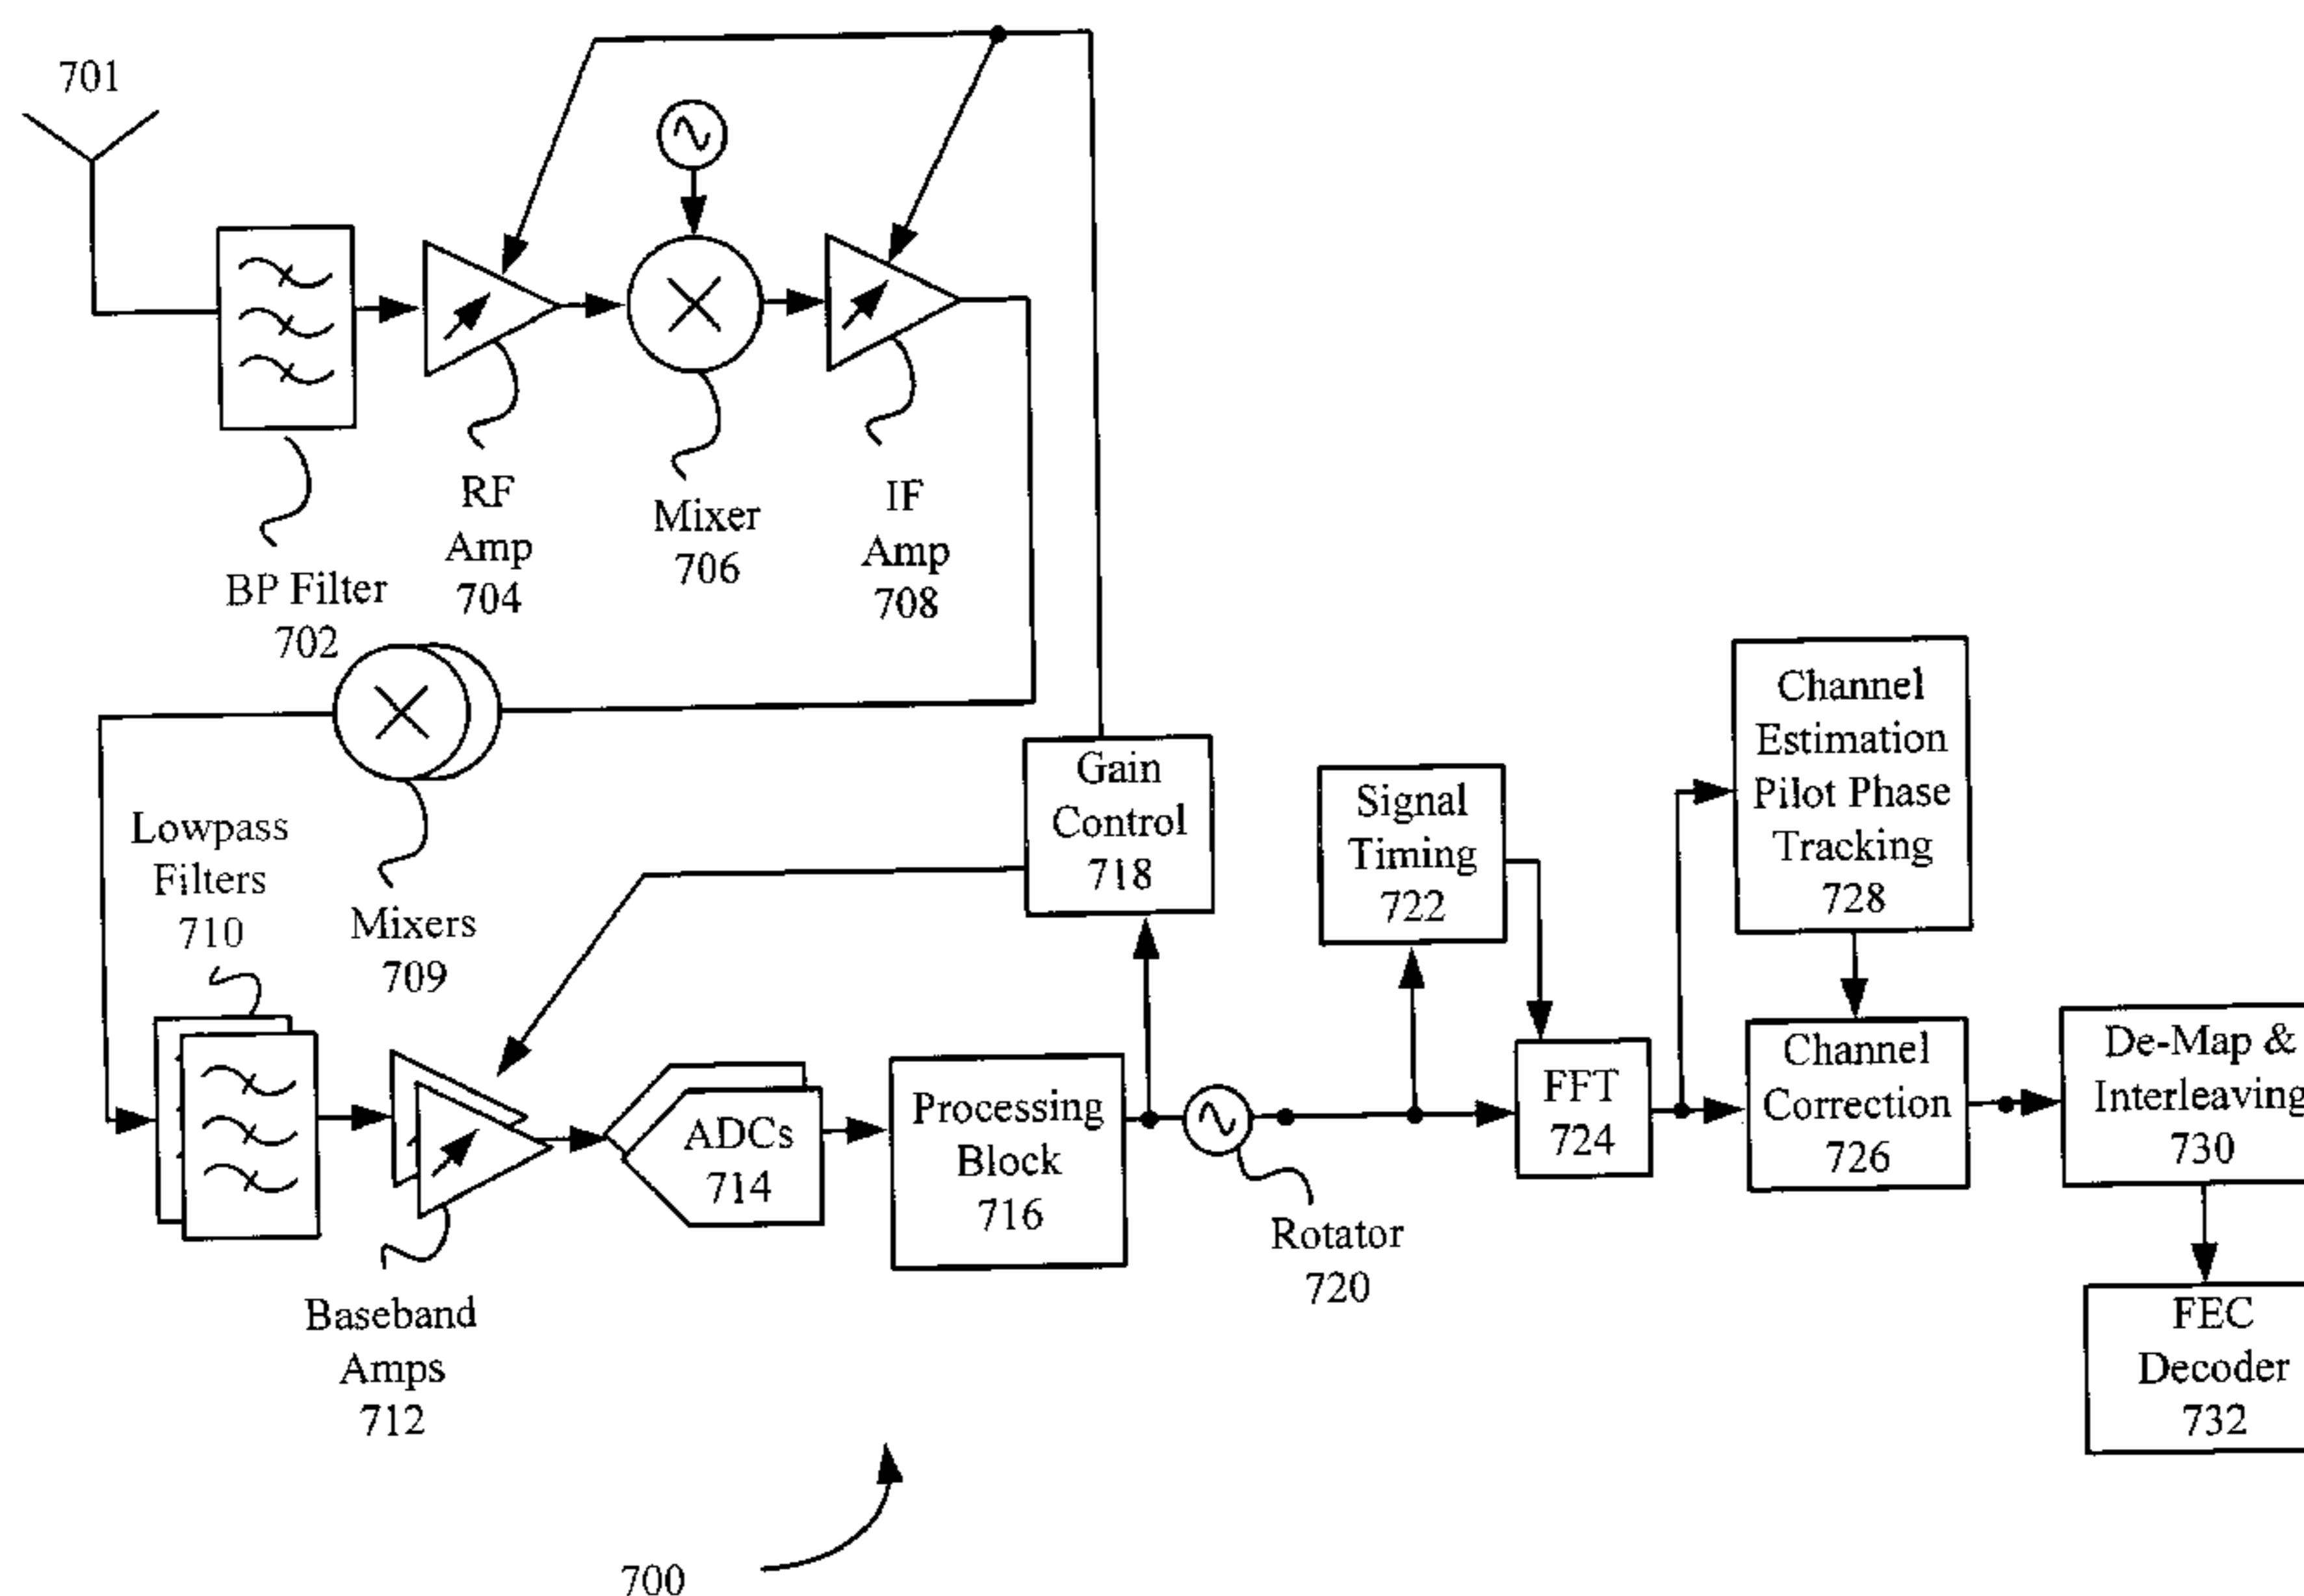 701
BP Filter
702
RF
Amp
704
Mixer
706
IF
Amp
708
Mixers
709
Lowpass
Filters
710
Baseband
Amps
712
ADCs
714
Processing
Block
716
Gain
Control
718
Rotator
720
Signal
Timing
722
FFT
724
Channel
Estimation
Pilot Phase
Tracking
728
Channel
Correction
726
De-Map &
Interleaving
730
FEC
Decoder
732
700